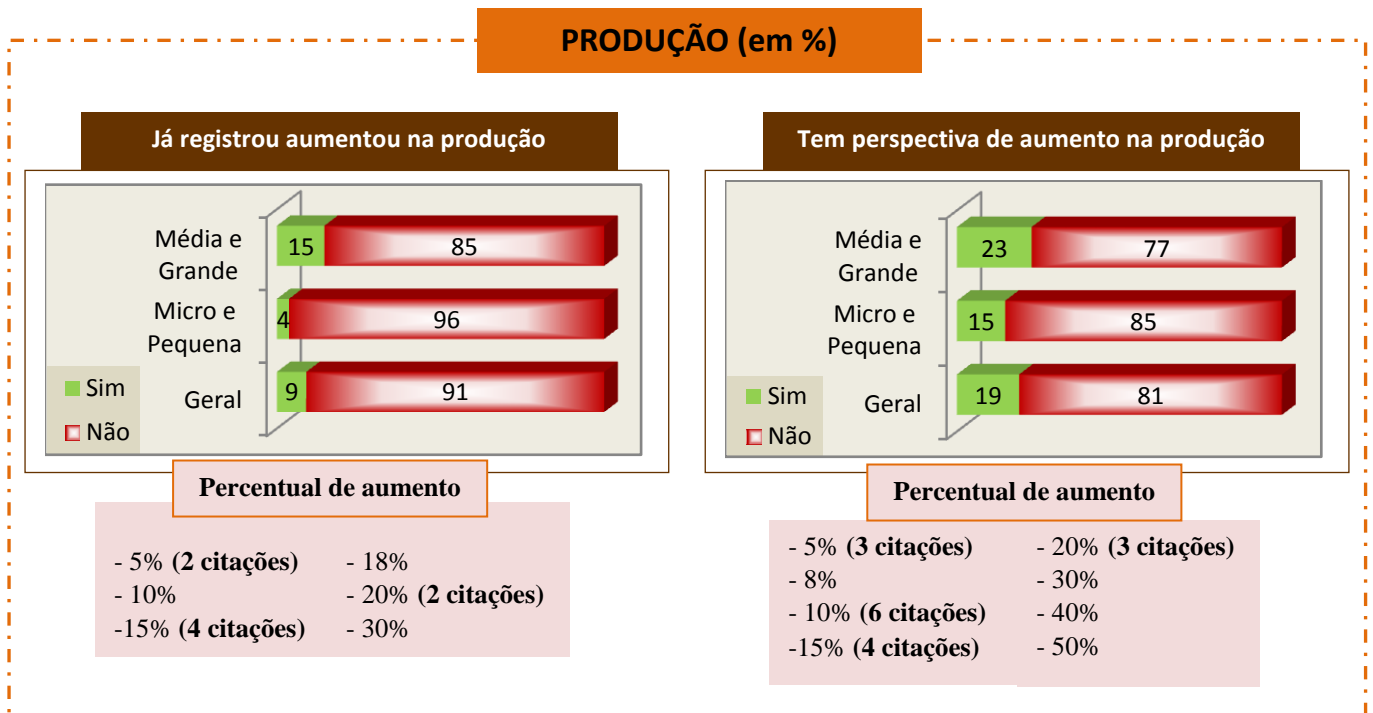 PRODUÇÃO (em %)
Já registrou aumentou na produção
Média e
Grande
15
85
Micro e
Pequena
4
96
Geral
9
91
Sim
Não
Percentual de aumento
- 5% (2 citações)
- 10%
-15% (4 citações)
- 18%
- 20% (2 citações)
- 30%
Tem perspectiva de aumento na produção
Média e
Grande
23
77
Micro e
Pequena
15
85
Geral
19
81
Sim
Não
Percentual de aumento
- 5% (3 citações)
- 8%
- 10% (6 citações)
-15% (4 citações)
- 20% (3 citações)
- 30%
- 40%
- 50%